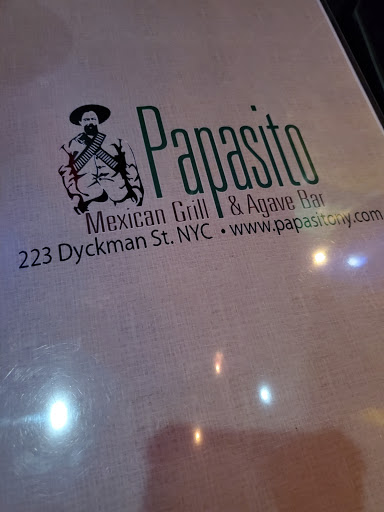 Papasito
Mexican Grill & Agave Bar
223 Dyckman St. NYC • www.papasitony.com